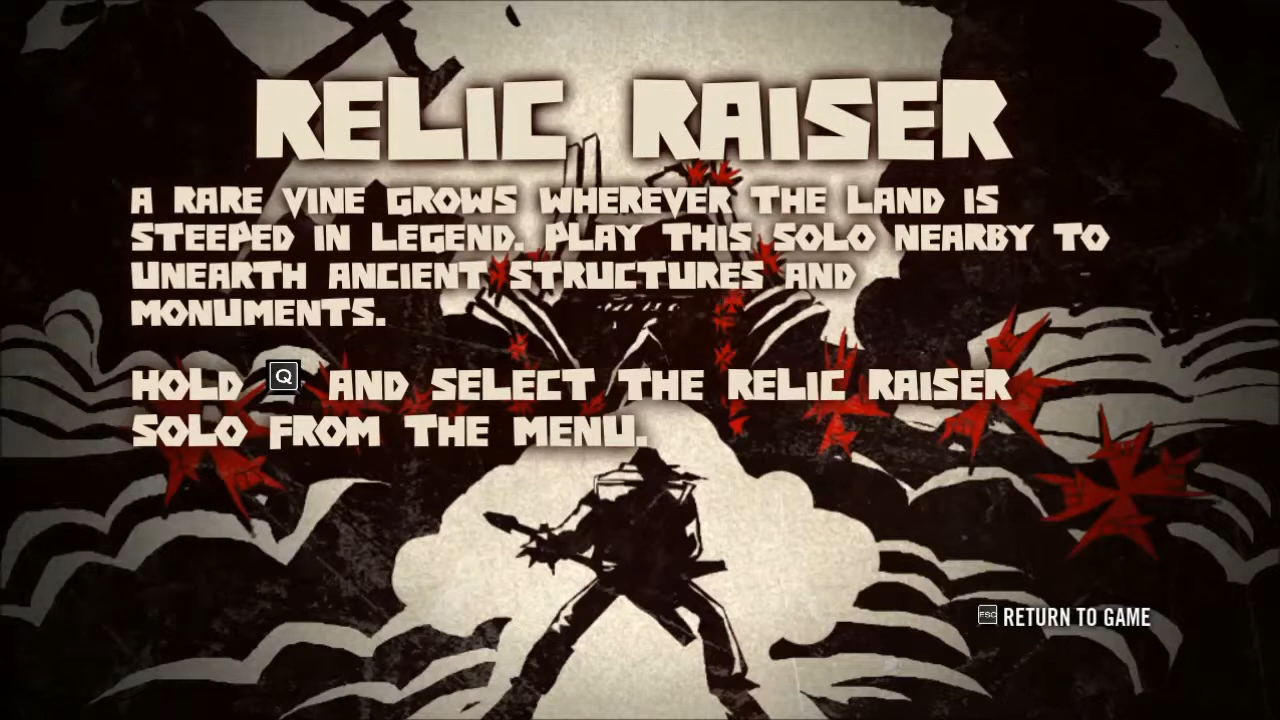 RELIC RAISER
A RARE VINE GROWS WHEREVER THE LAND IS
STEEPED IN LEGEND. PLAY THIS SOLO NEARBY TO
UNEARTH ANCIENT STRUCTURES AND
MONUMENTS.
HOLD Q AND SELECT THE RELIC RAISER
SOLO FROM THE MENU.
ESC RETURN TO GAME